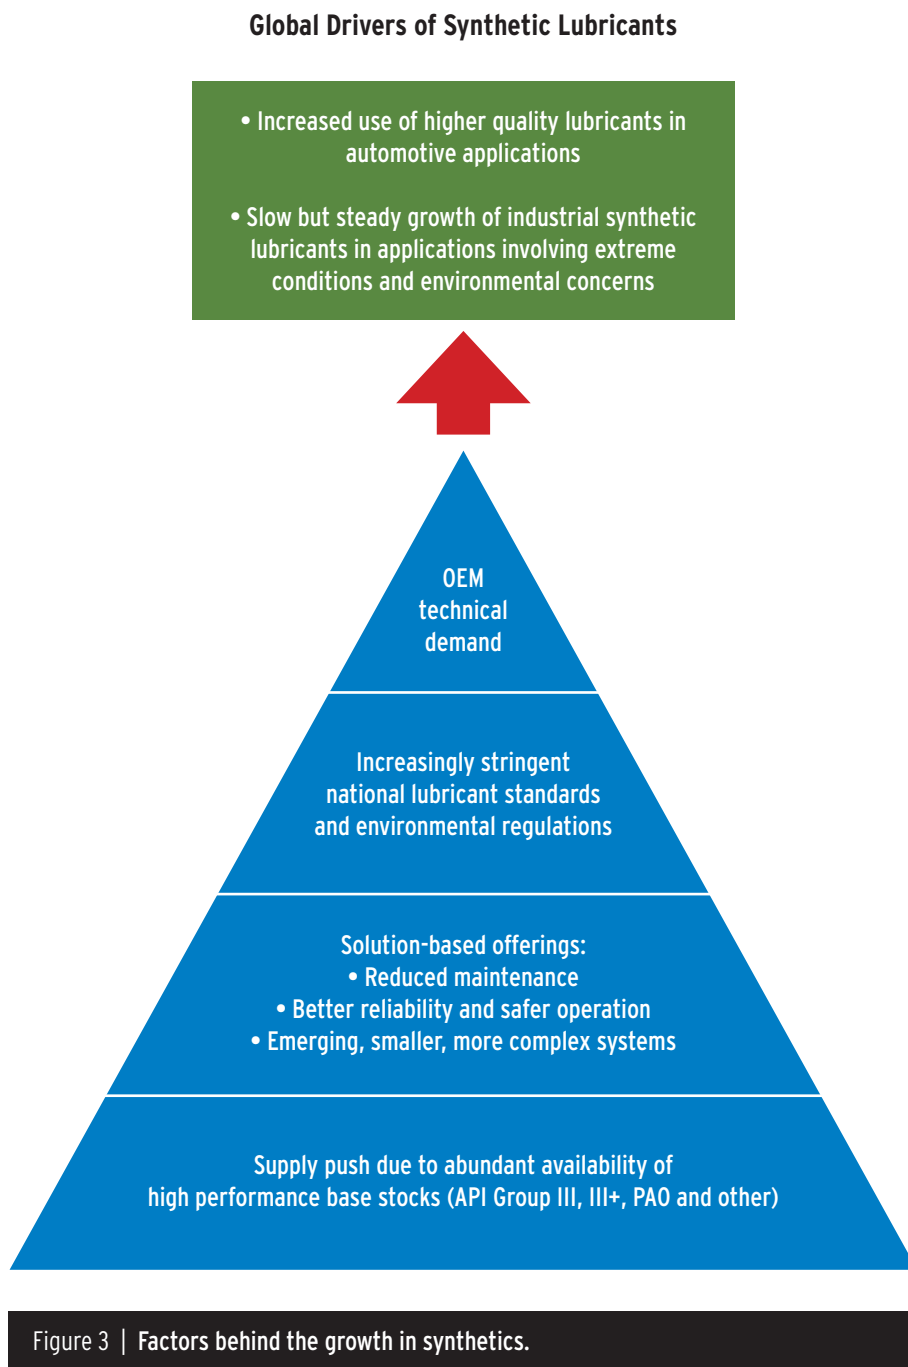 Global Drivers of Synthetic Lubricants
• Increased use of higher quality lubricants in
automotive applications
• Slow but steady growth of industrial synthetic
lubricants in applications involving extreme
conditions and environmental concerns
OEM
technical
demand
Increasingly stringent
national lubricant standards
and environmental regulations
Solution-based offerings:
• Reduced maintenance
• Better reliability and safer operation
• Emerging, smaller, more complex systems
Supply push due to abundant availability of
high performance base stocks (API Group III, III+, PAO and other)
Figure 3 | Factors behind the growth in synthetics.